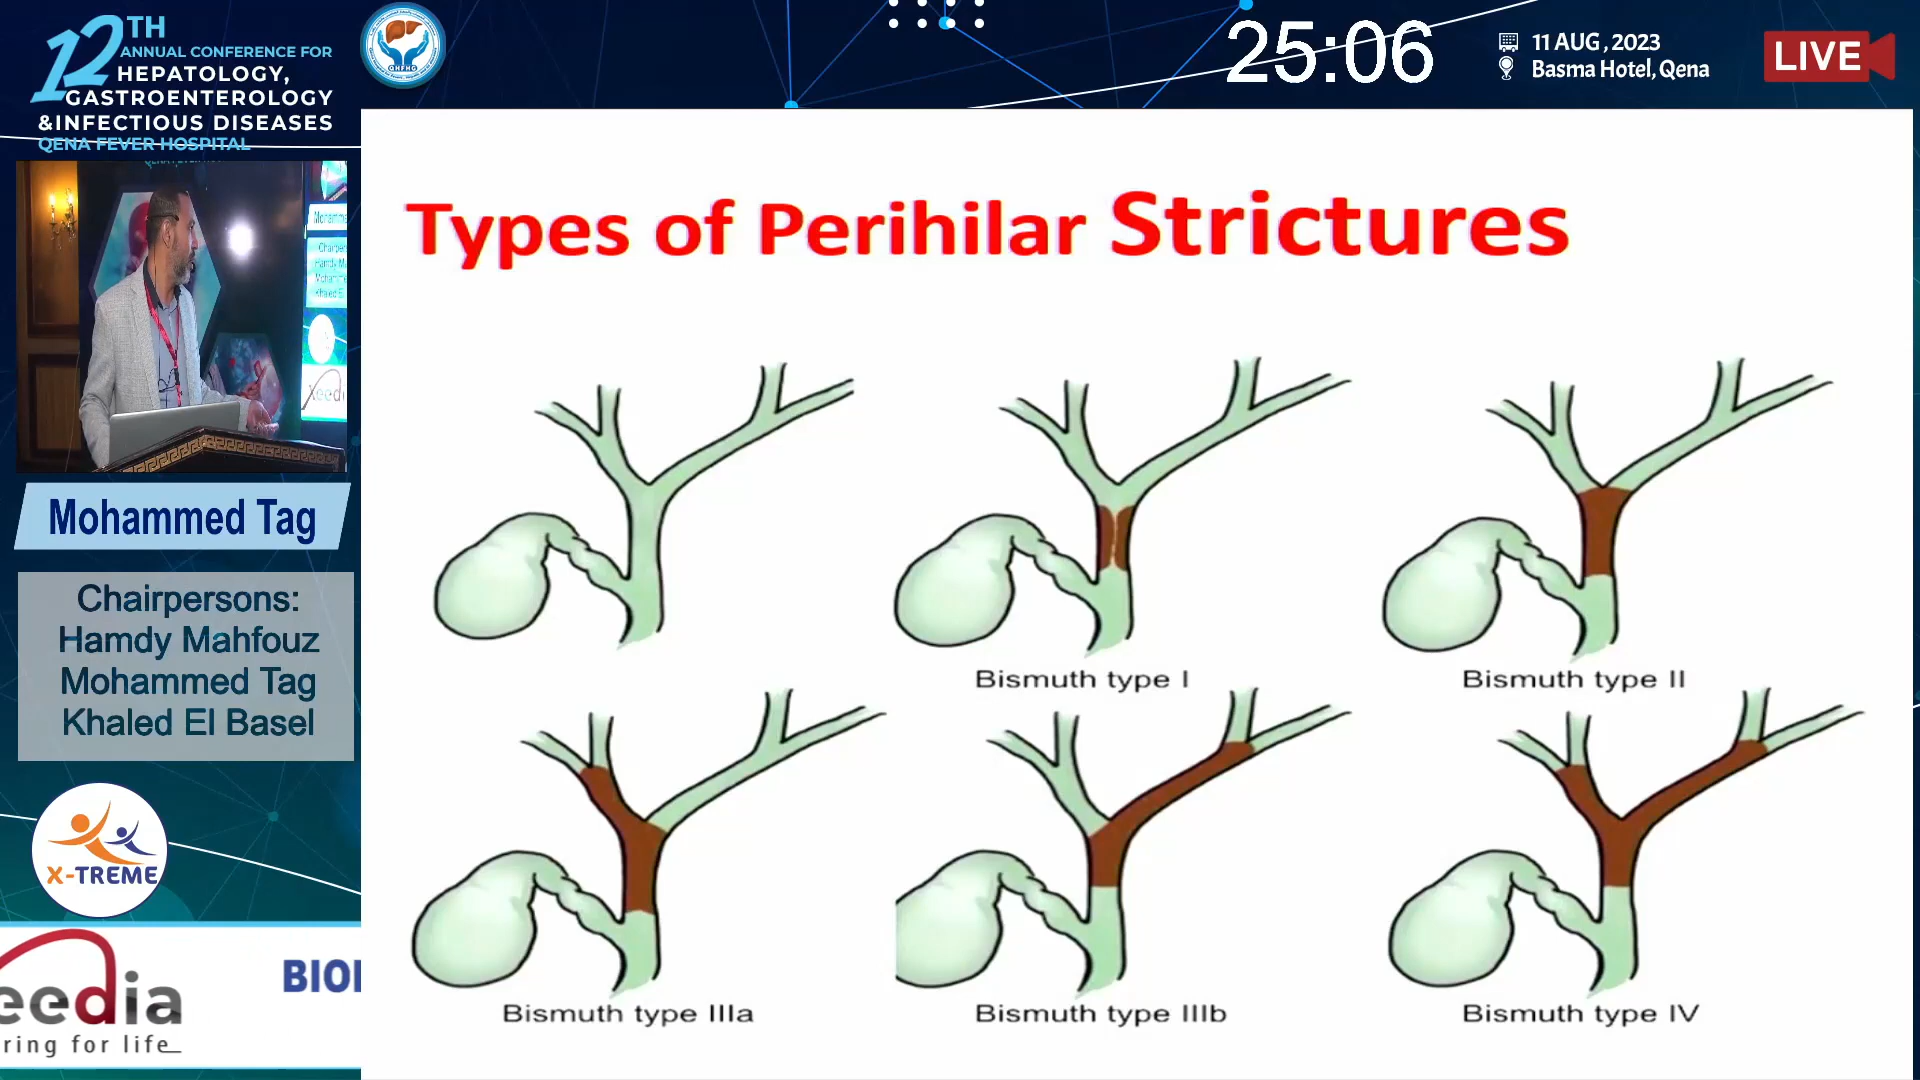 12TH
ANNUAL CONFERENCE FOR
HEPATOLOGY,
GASTROENTEROLOGY
&INFECTIOUS DISEASES
QENA FEVER HOSPITAL
25:06
11 AUG, 2023
Basma Hotel, Qena
LIVE
Types of Perihilar Strictures
Bismuth type I
Bismuth type II
Bismuth type IIIa
Bismuth type IIIb
Bismuth type IV
Mohammed Tag
Chairpersons:
Hamdy Mahfouz
Mohammed Tag
Khaled El Basel
X-TREME
eedia
ring for life